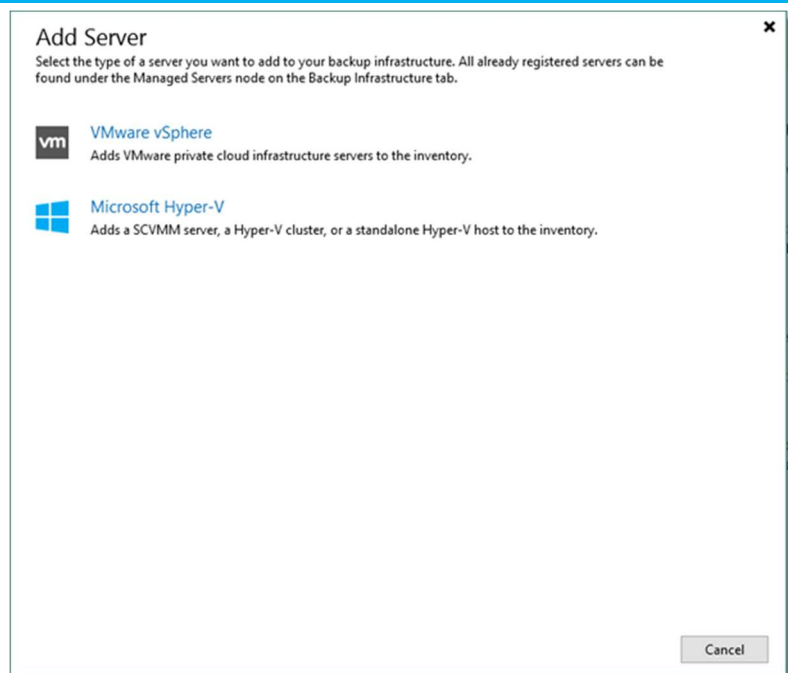 Add Server
Select the type of a server you want to add to your backup infrastructure. All already registered servers can be
found under the Managed Servers node on the Backup Infrastructure tab.
vm
VMware vSphere
Adds VMware private cloud infrastructure servers to the inventory.
Microsoft Hyper-V
Adds a SCVMM server, a Hyper-V cluster, or a standalone Hyper-V host to the inventory.
Cancel